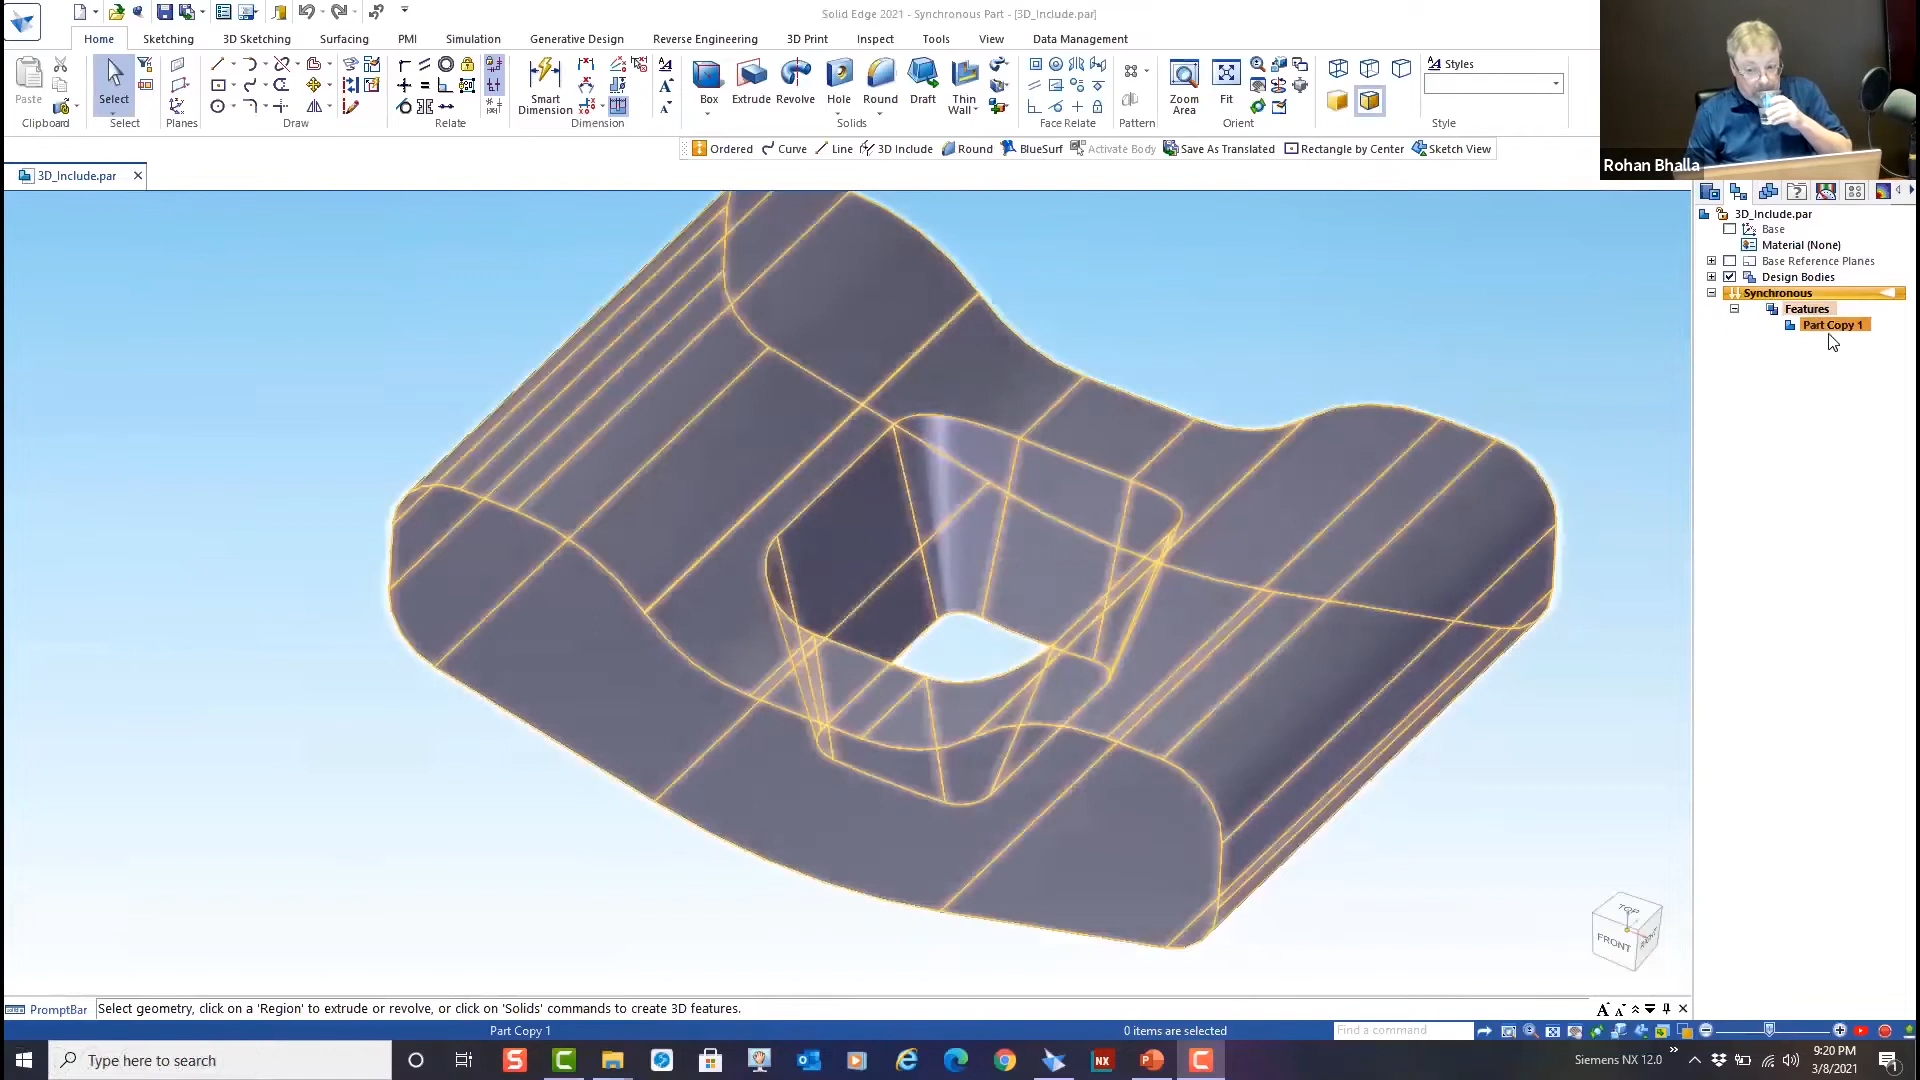 Solid Edge 2021 - Synchronous Part - [3D_Include.par]
Home Sketching 3D Sketching Surfacing PMI Simulation Generative Design Reverse Engineering 3D Print Inspect Tools View Data Management
Paste
Clipboard
Select
Select
Planes
Draw
Relate
Smart Dimension
Dimension
Box Extrude Revolve Hole Round Draft Thin Wall
Solids
Face Relate
Pattern
Zoom Area
Fit
Orient
Styles
Style
Ordered Curve Line 3D Include Round BlueSurf Activate Body Save As Translated Rectangle by Center Sketch View
Rohan Bhalla
3D_Include.par
3D_Include.par
Base
Material (None)
Base Reference Planes
Design Bodies
Synchronous
Features
Part Copy 1
TOP
FRONT
RIGHT
PromptBar
Select geometry, click on a 'Region' to extrude or revolve, or click on 'Solids' commands to create 3D features.
Part Copy 1
0 items are selected
Find a command
Type here to search
NX
Siemens NX 12.0
9:20 PM
3/8/2021